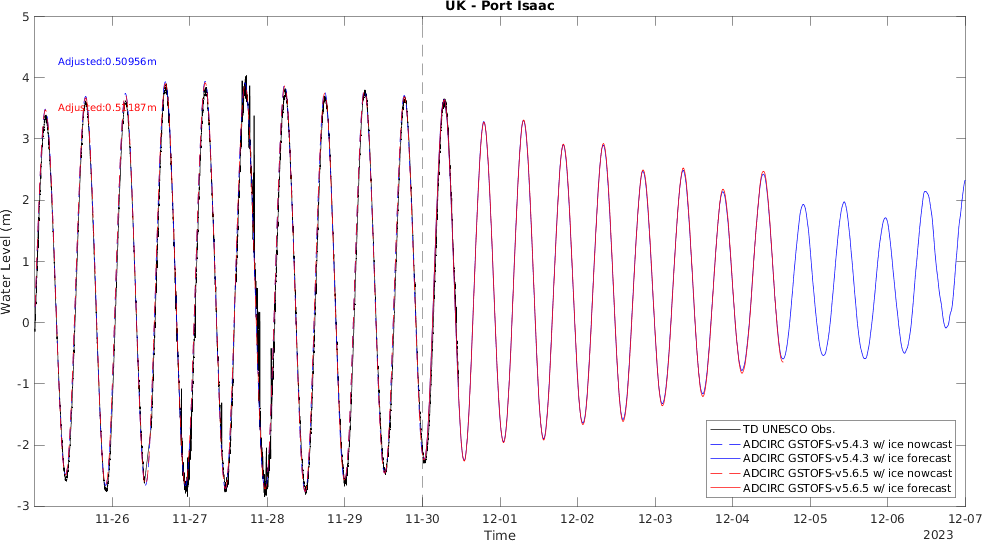 UK - Port Isaac
5
4
3
2
1
0
-1
-2
-3
Water Level (m)
Adjusted:0.50956m
Adjusted:0.51187m
TD UNESCO Obs.
ADCIRC GSTOFS-v5.4.3 w/ ice nowcast
ADCIRC GSTOFS-v5.4.3 w/ ice forecast
ADCIRC GSTOFS-v5.6.5 w/ ice nowcast
ADCIRC GSTOFS-v5.6.5 w/ ice forecast
11-26 11-27 11-28 11-29 11-30 12-01 12-02 12-03 12-04 12-05 12-06 12-07
Time
2023